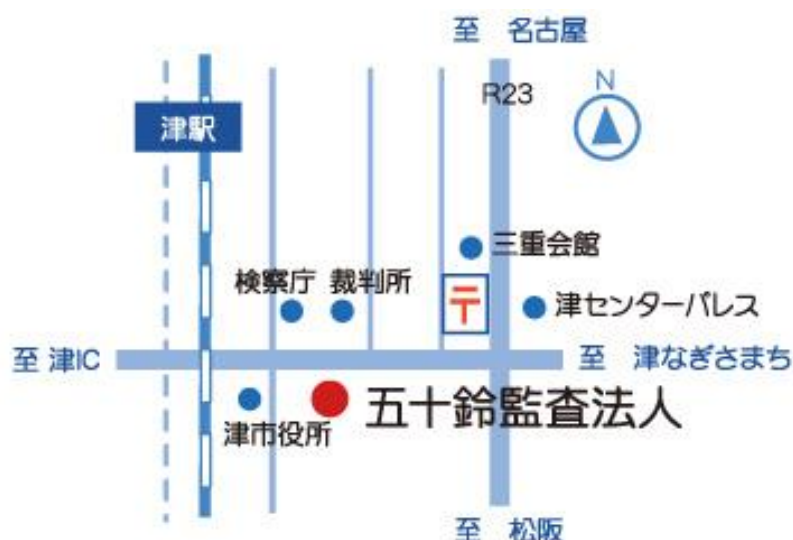 至 名古屋
R23
N
津駅
三重会館
検察庁 裁判所
〒
津センターパレス
至 津IC
至 津なぎさまち
五十鈴監査法人
津市役所
至 松阪